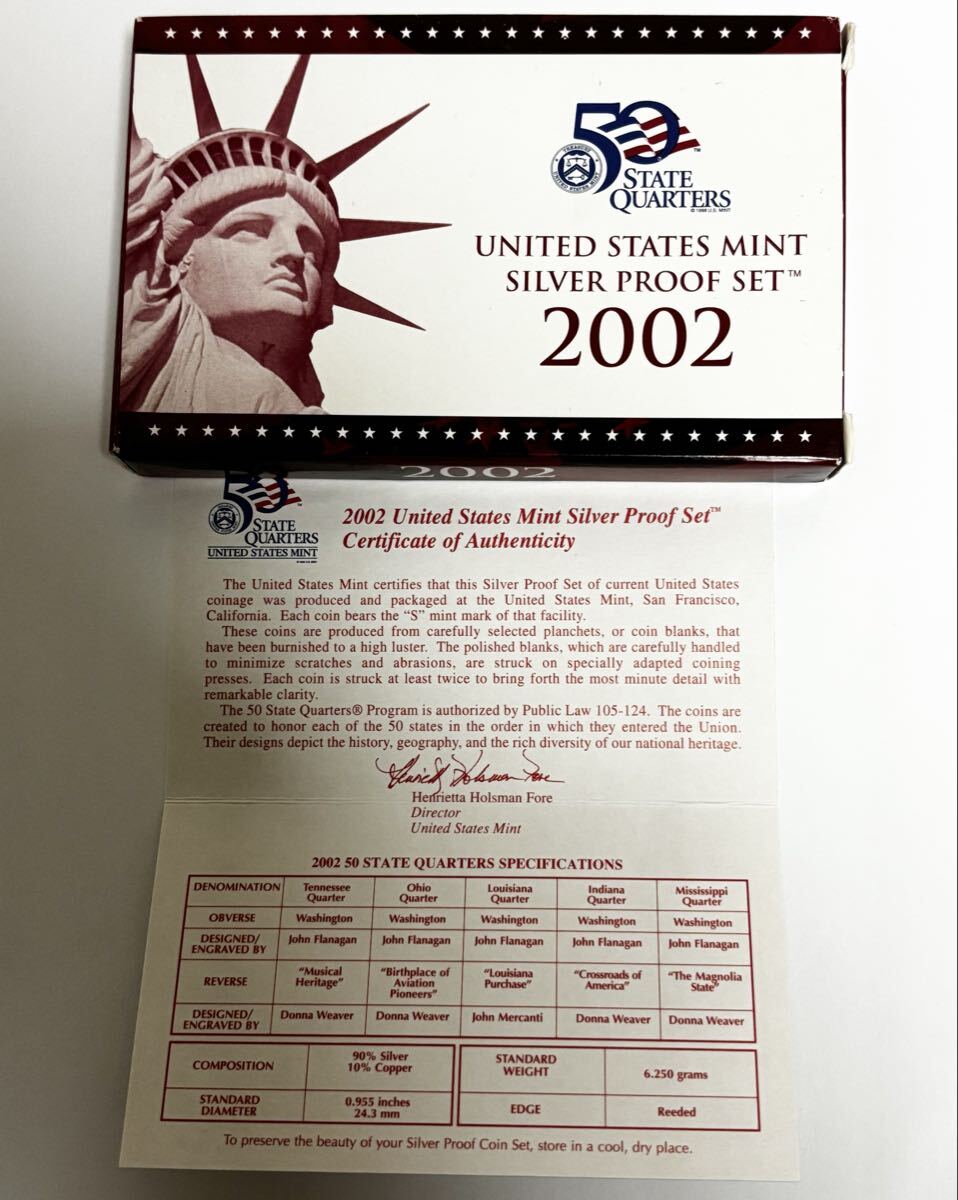 50
STATE
QUARTERS
© 1998 U.S. MINT
UNITED STATES MINT
SILVER PROOF SET™
2002
2002
50
STATE
QUARTERS
UNITED STATES MINT
2002 United States Mint Silver Proof Set™
Certificate of Authenticity
The United States Mint certifies that this Silver Proof Set of current United States
coinage was produced and packaged at the United States Mint, San Francisco,
California. Each coin bears the “S” mint mark of that facility.
These coins are produced from carefully selected planchets, or coin blanks, that
have been burnished to a high luster. The polished blanks, which are carefully handled
to minimize scratches and abrasions, are struck on specially adapted coining
presses. Each coin is struck at least twice to bring forth the most minute detail with
remarkable clarity.
The 50 State Quarters® Program is authorized by Public Law 105-124. The coins are
created to honor each of the 50 states in the order in which they entered the Union.
Their designs depict the history, geography, and the rich diversity of our national heritage.
Henrietta Holsman Fore
Henrietta Holsman Fore
Director
United States Mint
2002 50 STATE QUARTERS SPECIFICATIONS
DENOMINATION Tennessee Quarter Ohio Quarter Louisiana Quarter Indiana Quarter Mississippi Quarter
OBVERSE Washington Washington Washington Washington Washington
DESIGNED/ ENGRAVED BY John Flanagan John Flanagan John Flanagan John Flanagan John Flanagan
REVERSE “Musical Heritage” “Birthplace of Aviation Pioneers” “Louisiana Purchase” “Crossroads of America” “The Magnolia State”
DESIGNED/ ENGRAVED BY Donna Weaver Donna Weaver John Mercanti Donna Weaver Donna Weaver
COMPOSITION 90% Silver 10% Copper STANDARD WEIGHT 6.250 grams
STANDARD DIAMETER 0.955 inches 24.3 mm EDGE Reeded
To preserve the beauty of your Silver Proof Coin Set, store in a cool, dry place.